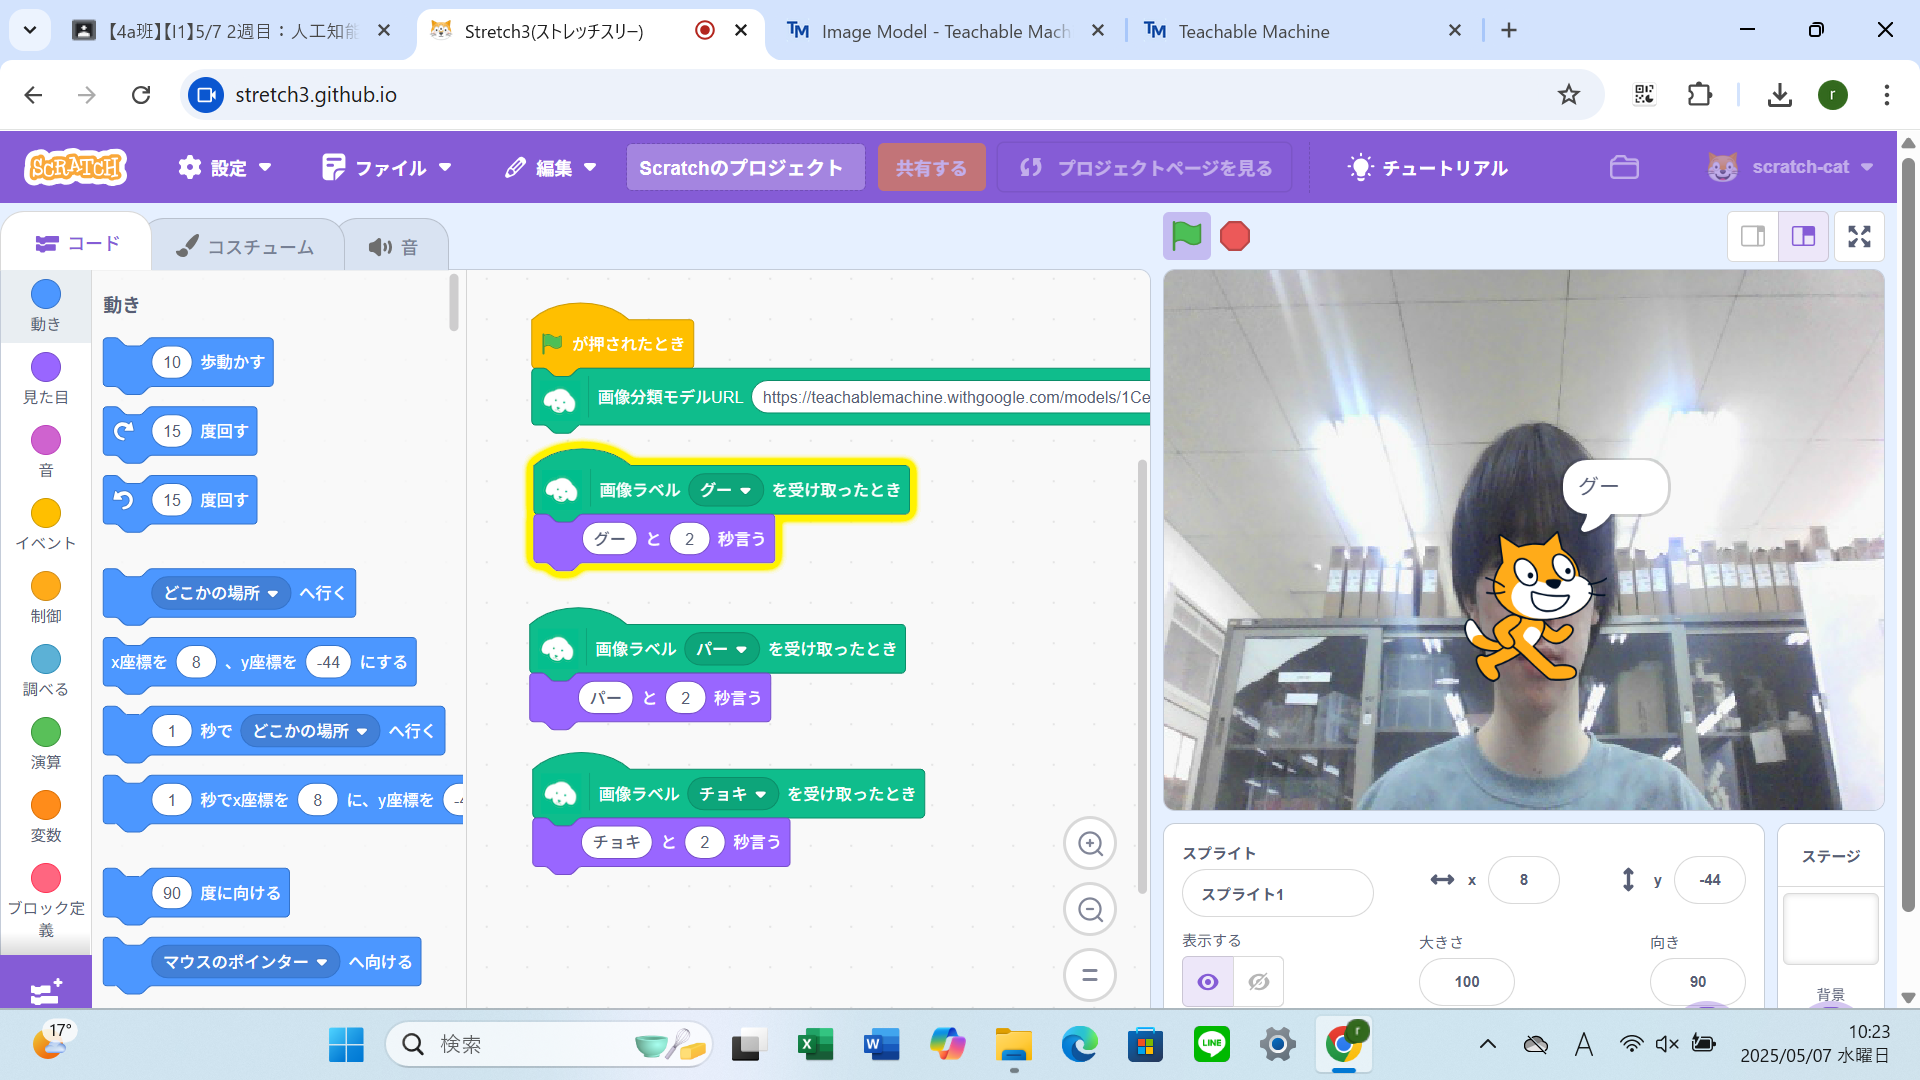 【4a班】【I1】5/7 2週目：人工知能
Stretch3(ストレッチスリー)
Image Model - Teachable Mach
Teachable Machine
stretch3.github.io
r
SCRATCH
設定
ファイル
編集
Scratchのプロジェクト
共有する
プロジェクトページを見る
チュートリアル
scratch-cat
コード
コスチューム
音
動き
見た目
音
イベント
制御
調べる
演算
変数
ブロック定
義
動き
10 歩動かす
15 度回す
15 度回す
どこかの場所 へ行く
x座標を 8 、y座標を -44 にする
1 秒で どこかの場所 へ行く
1 秒でx座標を 8 に、y座標を -4
90 度に向ける
マウスのポインター へ向ける
が押されたとき
画像分類モデルURL https://teachablemachine.withgoogle.com/models/1Ce
画像ラベル グー を受け取ったとき
グー と 2 秒言う
画像ラベル パー を受け取ったとき
パー と 2 秒言う
画像ラベル チョキ を受け取ったとき
チョキ と 2 秒言う
グー
スプライト
スプライト1
x 8
y -44
表示する
大きさ
100
向き
90
ステージ
背景
17°
検索
LINE
A
10:23
2025/05/07 水曜日